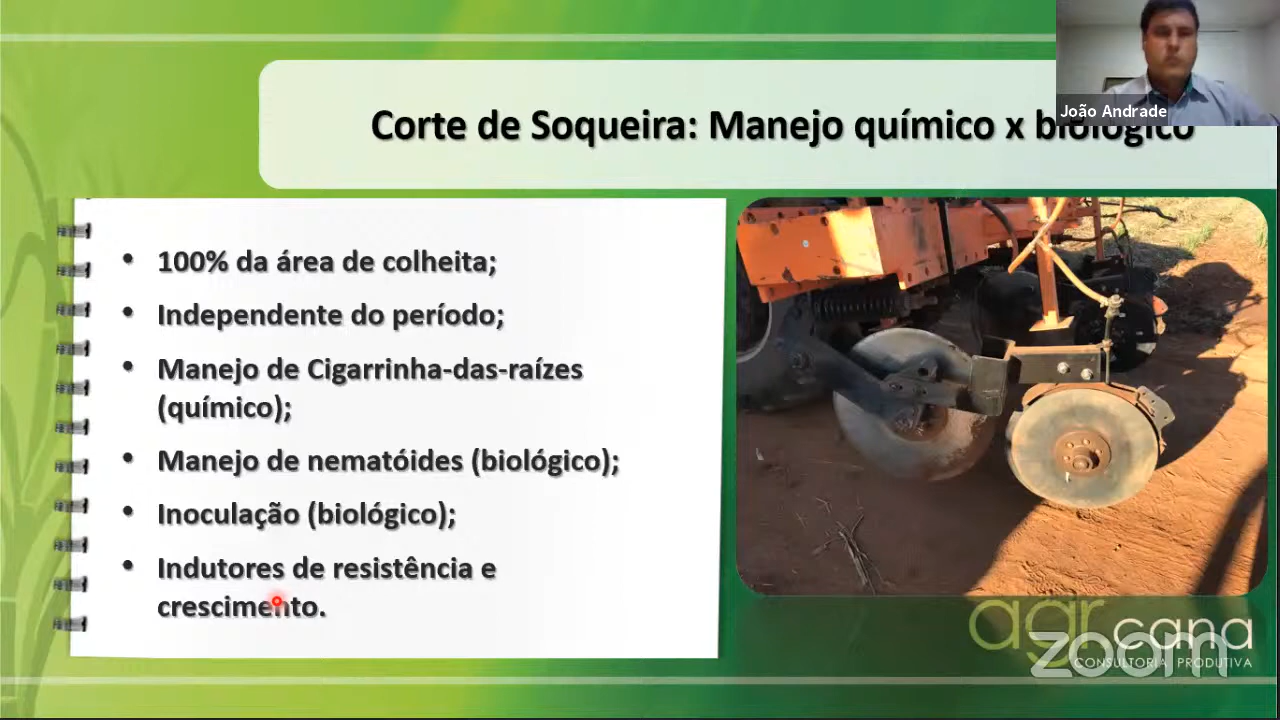 João Andrade
Corte de Soqueira: Manejo químico x biológico
• 100% da área de colheita;
• Independente do período;
• Manejo de Cigarrinha-das-raízes
(químico);
• Manejo de nematóides (biológico);
• Inoculação (biológico);
• Indutores de resistência e
crescimento.
agrcana
zoom
CONSULTORIA PRODUTIVA